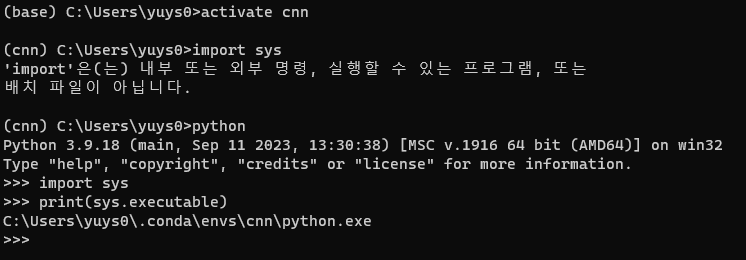 (base) C:\Users\yuys0>activate cnn
(cnn) C:\Users\yuys0>import sys
'import'은(는) 내부 또는 외부 명령, 실행할 수 있는 프로그램, 또는
배치 파일이 아닙니다.
(cnn) C:\Users\yuys0>python
Python 3.9.18 (main, Sep 11 2023, 13:30:38) [MSC v.1916 64 bit (AMD64)] on win32
Type "help", "copyright", "credits" or "license" for more information.
>>> import sys
>>> print(sys.executable)
C:\Users\yuys0\.conda\envs\cnn\python.exe
>>>